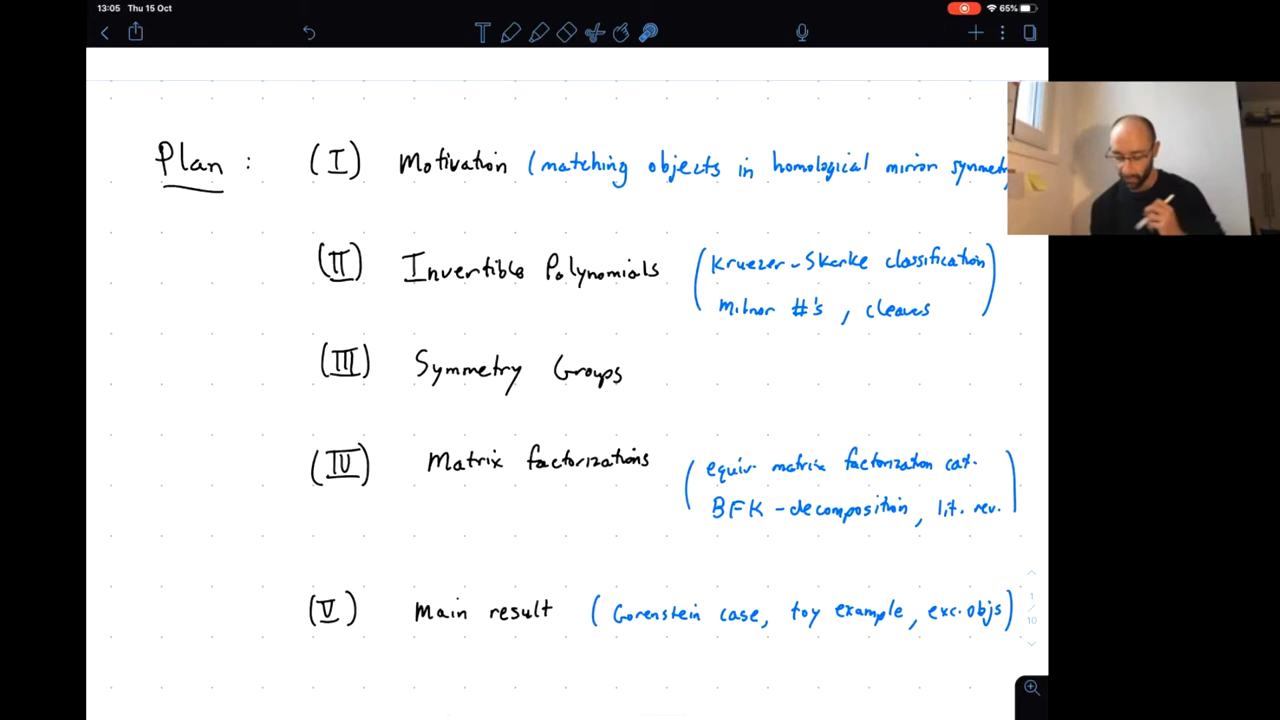 13:05 Thu 15 Oct
65%
Plan : (I) Motivation (matching objects in homological mirror symmetry
(II) Invertible Polynomials (Kruezer-Skarke classification
milnor #'s, cleaves)
(III) Symmetry Groups
(IV) Matrix factorizations (equiv. matrix factorization cat.
BFK-decomposition, lit. rev.)
(V) Main result (Gorenstein case, toy example, exc. objs)
1
/
10